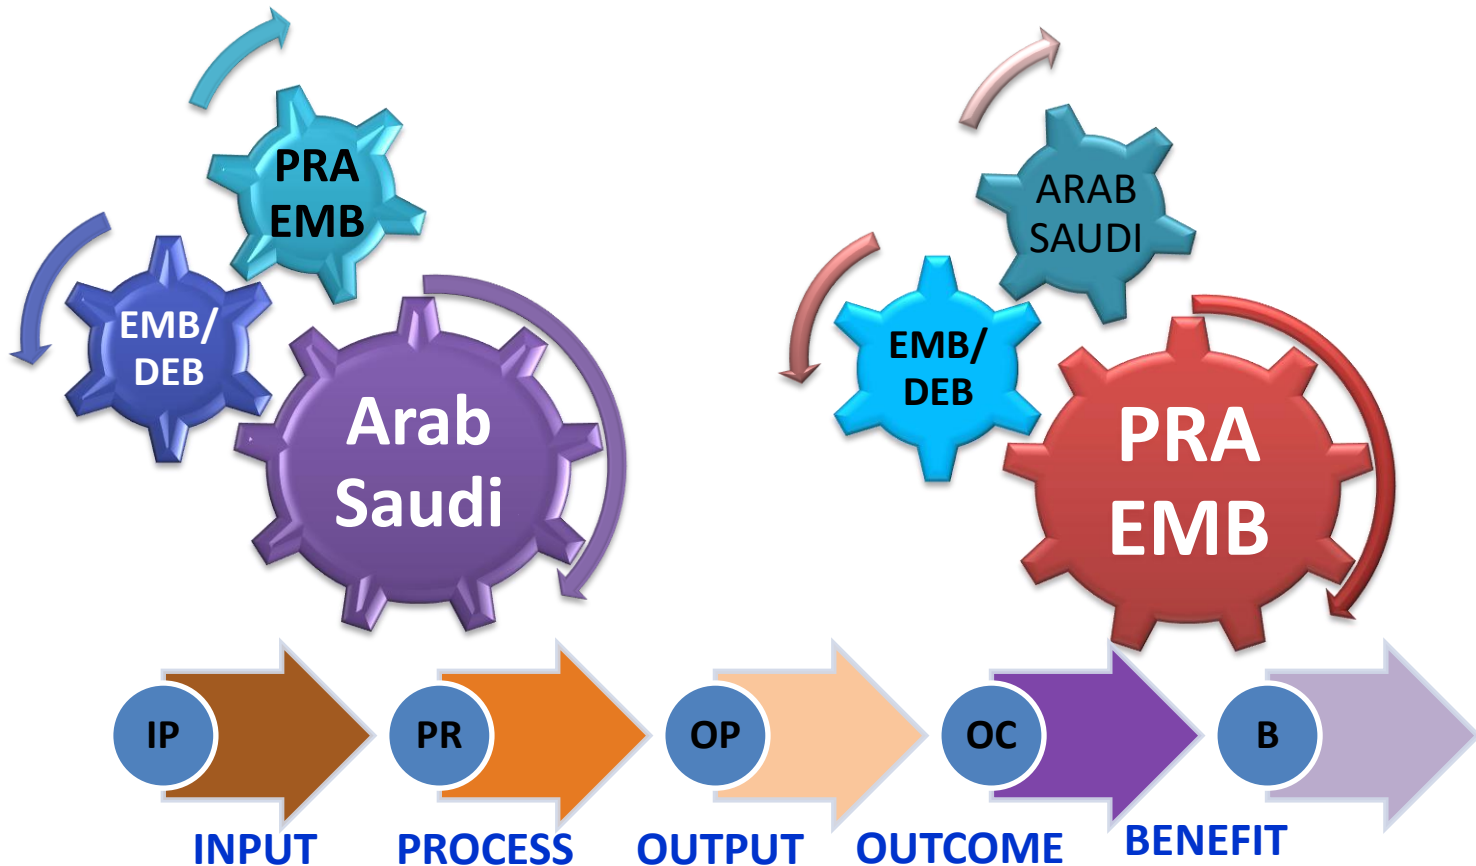 PRA
EMB
EMB/
DEB
Arab
Saudi
ARAB
SAUDI
EMB/
DEB
PRA
EMB
IP
PR
OP
OC
B
INPUT
PROCESS
OUTPUT
OUTCOME
BENEFIT